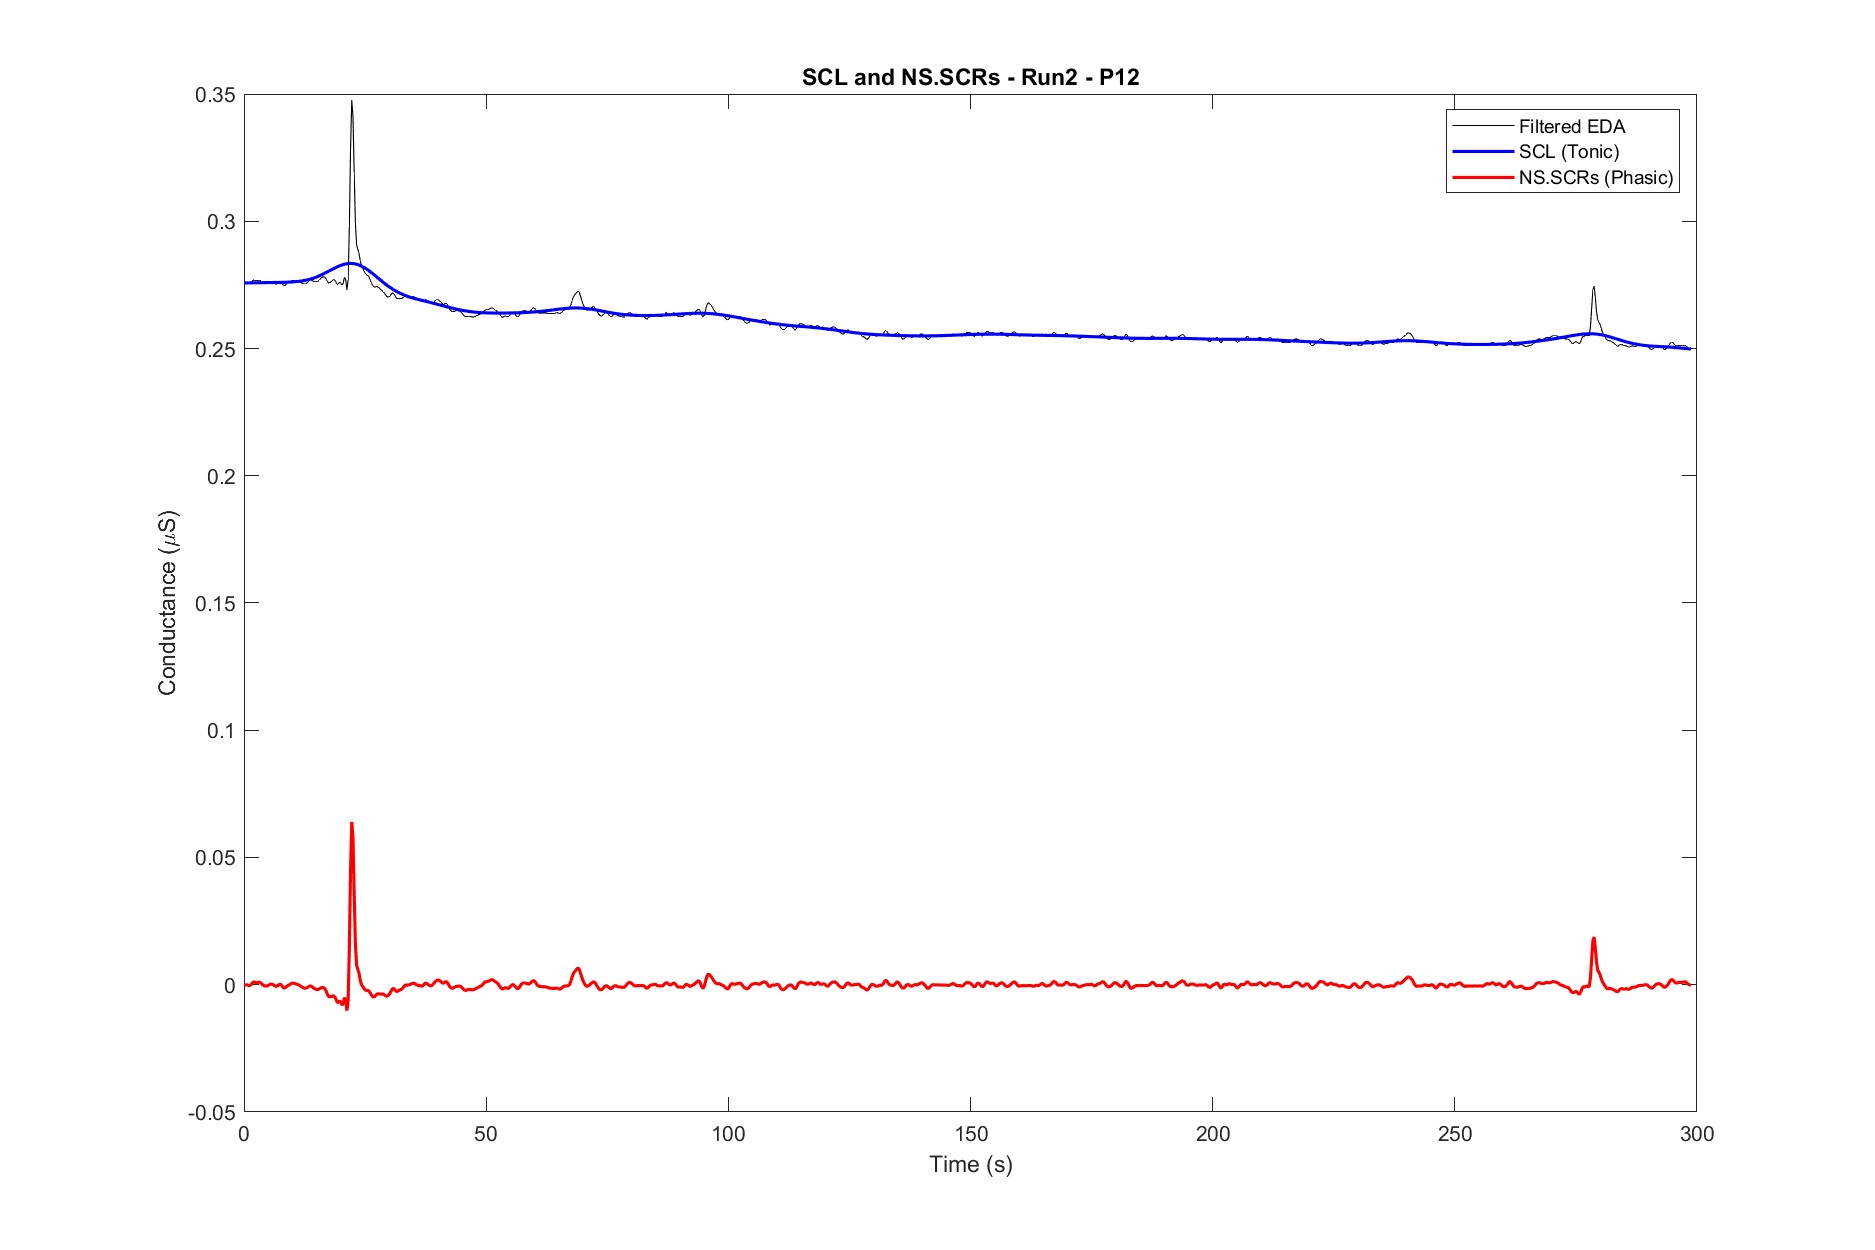 SCL and NS.SCRs - Run2 - P12
Filtered EDA
SCL (Tonic)
NS.SCRs (Phasic)
0.35
0.3
0.25
0.2
0.15
0.1
0.05
0
-0.05
Conductance (μS)
0 50 100 150 200 250 300
Time (s)